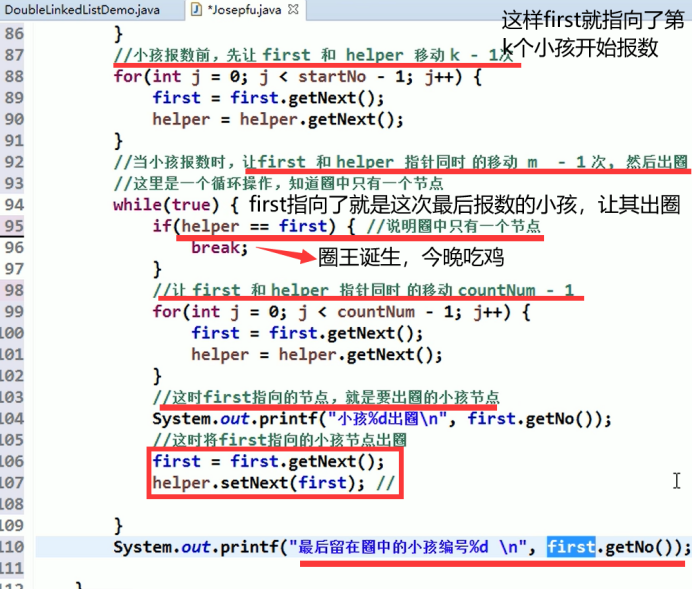 DoubleLinkedListDemo.java *Josepfu.java
这样first就指向了第
k个小孩开始报数
86 }
87 //小孩报数前，先让 first 和 helper 移动 k - 1次
88 for(int j = 0; j < startNo - 1; j++) {
89 first = first.getNext();
90 helper = helper.getNext();
91 }
92 //当小孩报数时，让first 和 helper 指针同时 的移动 m - 1 次, 然后出圈
93 //这里是一个循环操作，知道圈中只有一个节点
94 while(true) { first指向了就是这次最后报数的小孩，让其出圈
95 if(helper == first) { //说明圈中只有一个节点
96 break;
圈王诞生，今晚吃鸡
97 }
98 //让 first 和 helper 指针同时 的移动 countNum - 1
99 for(int j = 0; j < countNum - 1; j++) {
100 first = first.getNext();
101 helper = helper.getNext();
102 }
103 //这时first指向的节点，就是要出圈的小孩节点
104 System.out.printf("小孩%d出圈\n", first.getNo());
105 //这时将first指向的小孩节点出圈
106 first = first.getNext();
107 helper.setNext(first); //
108
109 }
110 System.out.printf("最后留在圈中的小孩编号%d \n", first.getNo());
111
112 }